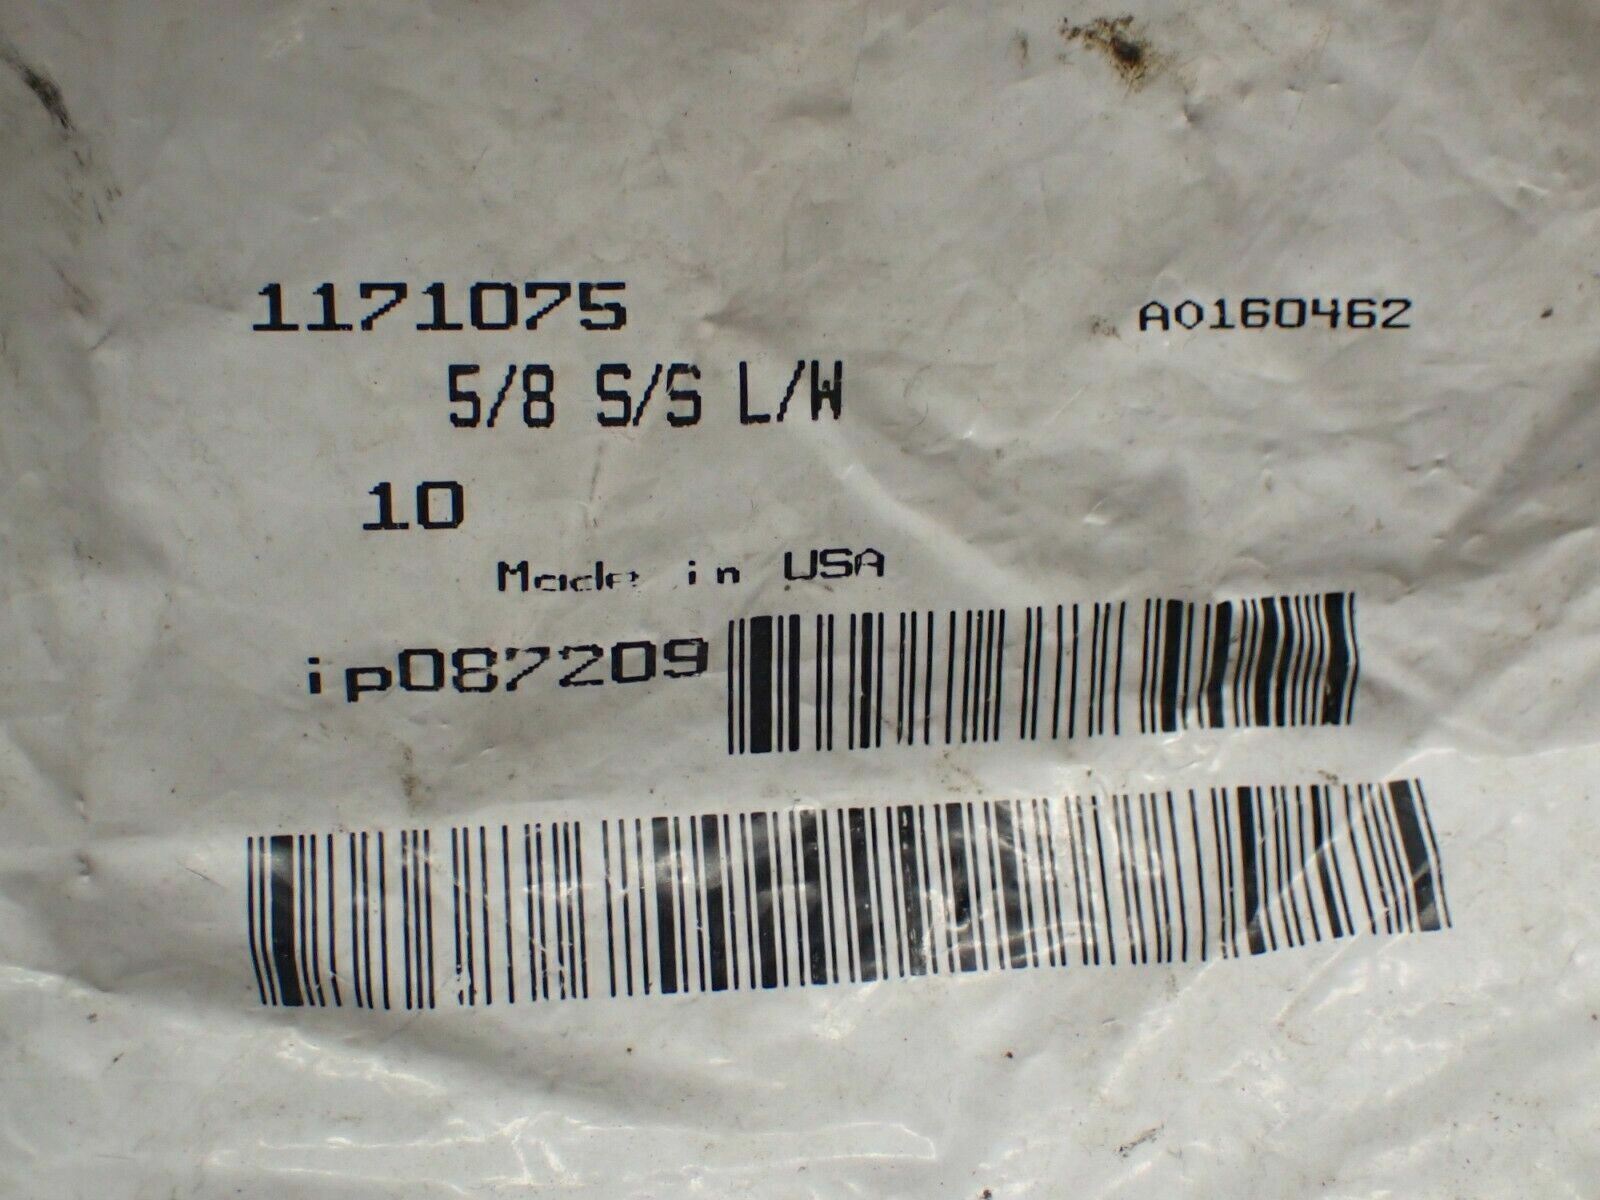 1171075 A0160462
5/8 S/S L/W
10
Made in USA
ip087209